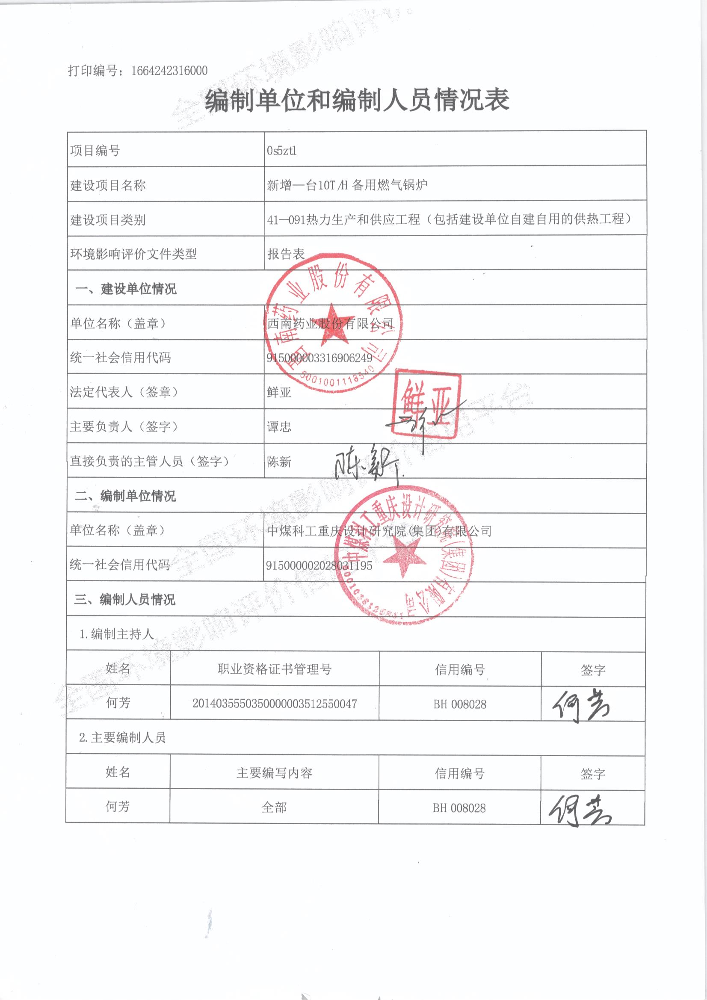 打印编号：1664242316000
编制单位和编制人员情况表
项目编号 0s5zt1
建设项目名称 新增一台10T/H 备用燃气锅炉
建设项目类别 41—091热力生产和供应工程（包括建设单位自建自用的供热工程）
环境影响评价文件类型 报告表
一、建设单位情况
单位名称（盖章） 西南药业股份有限公司
统一社会信用代码 915000003316906249
法定代表人（签章） 鲜亚
主要负责人（签字） 谭忠
直接负责的主管人员（签字） 陈新 陈新
二、编制单位情况
单位名称（盖章） 中煤科工重庆设计研究院(集团)有限公司
统一社会信用代码 915000002028031195
三、编制人员情况
1.编制主持人
姓名 职业资格证书管理号 信用编号 签字
何芳 2014035550350000003512550047 BH 008028 何芳
2.主要编制人员
姓名 主要编写内容 信用编号 签字
何芳 全部 BH 008028 何芳
西南药业股份有限公司
5001001118540
鲜亚
中煤科工重庆设计研究院(集团)有限公司
全国环境影响评价信用平台